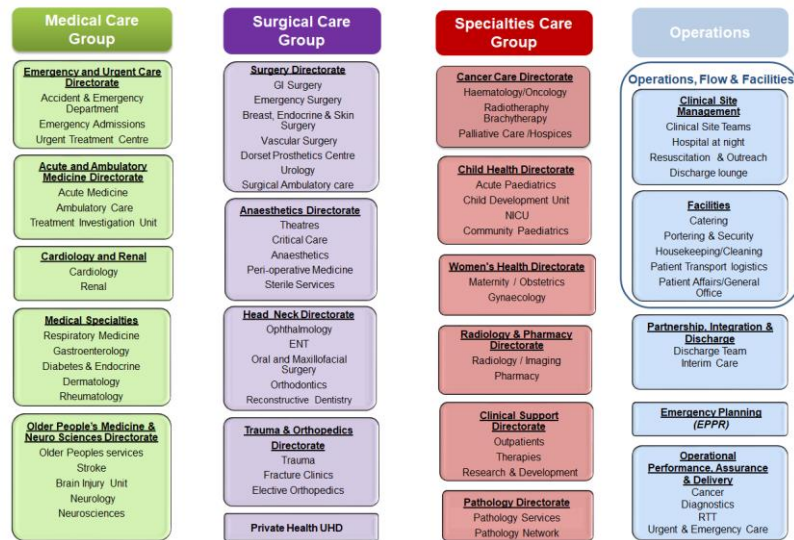 Medical Care
Group
Emergency and Urgent Care
Directorate
Accident & Emergency
Department
Emergency Admissions
Urgent Treatment Centre
Acute and Ambulatory
Medicine Directorate
Acute Medicine
Ambulatory Care
Treatment Investigation Unit
Cardiology and Renal
Cardiology
Renal
Medical Specialties
Respiratory Medicine
Gastroenterology
Diabetes & Endocrine
Dermatology
Rheumatology
Older People's Medicine &
Neuro Sciences Directorate
Older Peoples services
Stroke
Brain Injury Unit
Neurology
Neurosciences
Surgical Care
Group
Surgery Directorate
GI Surgery
Emergency Surgery
Breast, Endocrine & Skin
Surgery
Vascular Surgery
Dorset Prosthetics Centre
Urology
Surgical Ambulatory care
Anaesthetics Directorate
Theatres
Critical Care
Anaesthetics
Peri-operative Medicine
Sterile Services
Head Neck Directorate
Ophthalmology
ENT
Oral and Maxillofacial
Surgery
Orthodontics
Reconstructive Dentistry
Trauma & Orthopedics
Directorate
Trauma
Fracture Clinics
Elective Orthopedics
Private Health UHD
Specialties Care
Group
Cancer Care Directorate
Haematology/Oncology
Radiotheraphy
Brachytherapy
Palliative Care /Hospices
Child Health Directorate
Acute Paediatrics
Child Development Unit
NICU
Community Paediatrics
Women's Health Directorate
Maternity / Obstetrics
Gynaecology
Radiology & Pharmacy
Directorate
Radiology / Imaging
Pharmacy
Clinical Support
Directorate
Outpatients
Therapies
Research & Development
Pathology Directorate
Pathology Services
Pathology Network
Operations
Operations, Flow & Facilities
Clinical Site
Management
Clinical Site Teams
Hospital at night
Resuscitation & Outreach
Discharge lounge
Facilities
Catering
Portering & Security
Housekeeping/Cleaning
Patient Transport logistics
Patient Affairs/General
Office
Partnership, Integration &
Discharge
Discharge Team
Interim Care
Emergency Planning
(EPPR)
Operational
Performance, Assurance
& Delivery
Cancer
Diagnostics
RTT
Urgent & Emergency Care